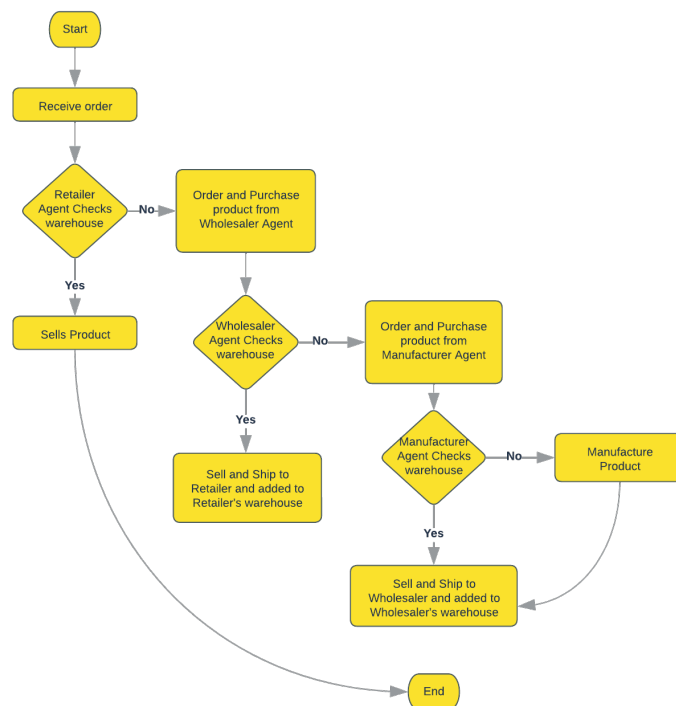 Start
Receive order
Retailer
Agent Checks
warehouse
No
Order and Purchase
product from
Wholesaler Agent
Yes
Sells Product
Wholesaler
Agent Checks
warehouse
No
Order and Purchase
product from
Manufacturer Agent
Yes
Sell and Ship to
Retailer and added to
Retailer's warehouse
Manufacturer
Agent Checks
warehouse
No
Manufacture
Product
Yes
Sell and Ship to
Wholesaler and added to
Wholesaler's warehouse
End